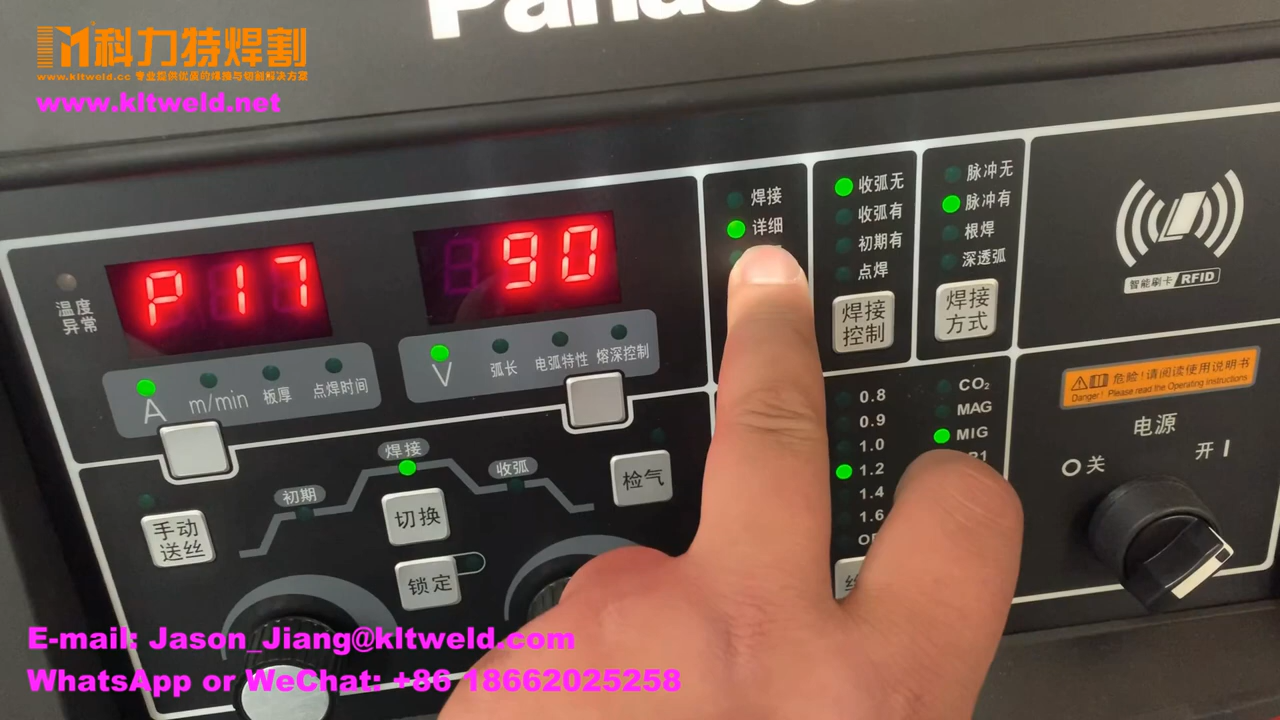 Panaso
科力特焊割
www.kltweld.cc 专业提供优质的焊接与切割解决方案
www.kltweld.net
焊接
详细
收弧无
收弧有
初期有
点焊
焊接
控制
脉冲无
脉冲有
根焊
深透弧
焊接
方式
智能刷卡 RFID
P17
90
温度
异常
A
m/min
板厚
点焊时间
V
弧长
电弧特性
熔深控制
危险!请阅读使用说明书
Danger! Please read the Operating instructions
电源
关
开
0.8
0.9
1.0
1.2
1.4
1.6
CO₂
MAG
MIG
焊接
初期
收弧
检气
手动
送丝
切换
锁定
E-mail: Jason_Jiang@kltweld.com
WhatsApp or WeChat: +86 18662025258